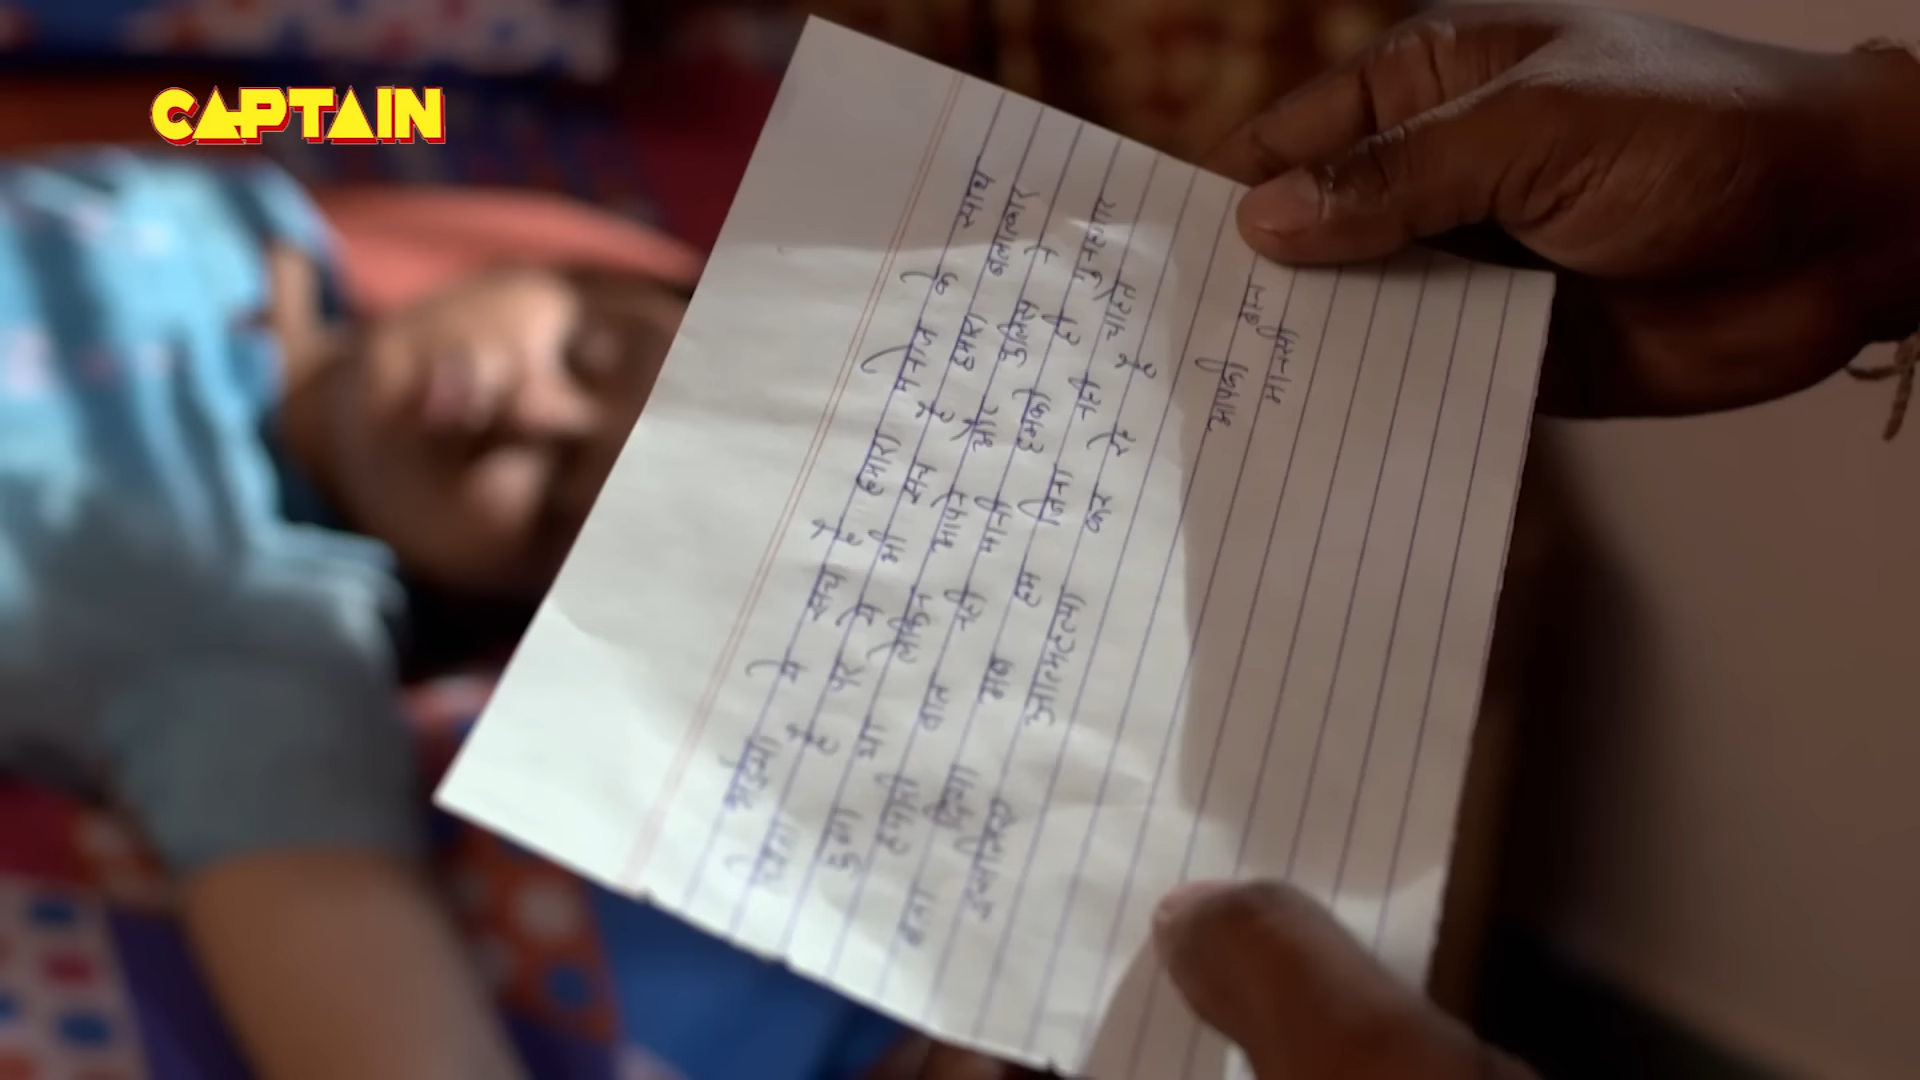 CAPTAIN
भईया ये सच है हमारा मनोज के साथ
रिश्ता है पर ये भी सच है हमरा बलात्कार
हुआ था लेकिन आपने और पुलिस ने
हमारी बात नही मानी हमको ही गुनहगार
बना दिया अब हम जिना नही चाहते
इसलिए आत्महत्या कर रहे है
आपकी बहन
मानसी